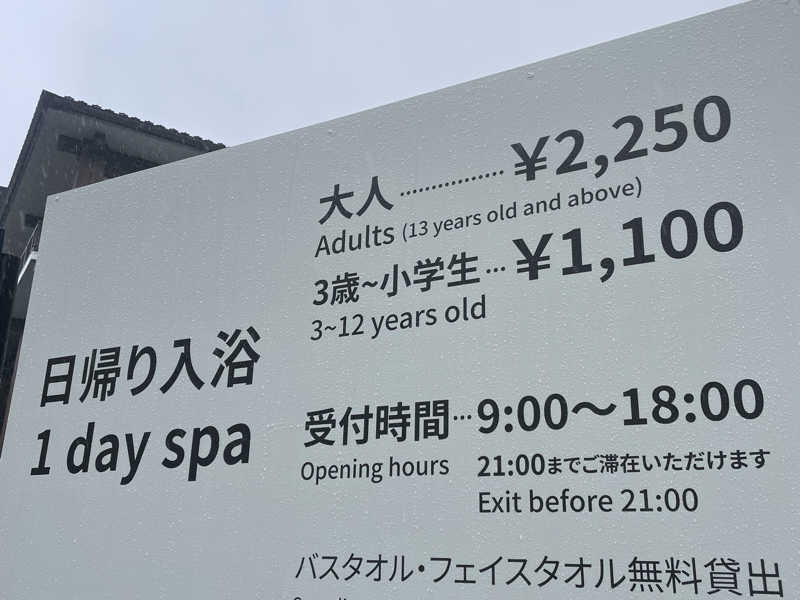 大人................¥2,250
Adults (13 years old and above)
3歳~小学生...¥1,100
3~12 years old
日帰り入浴
1 day spa
受付時間...9:00〜18:00
Opening hours 21:00までご滞在いただけます
Exit before 21:00
バスタオル・フェイスタオル無料貸出